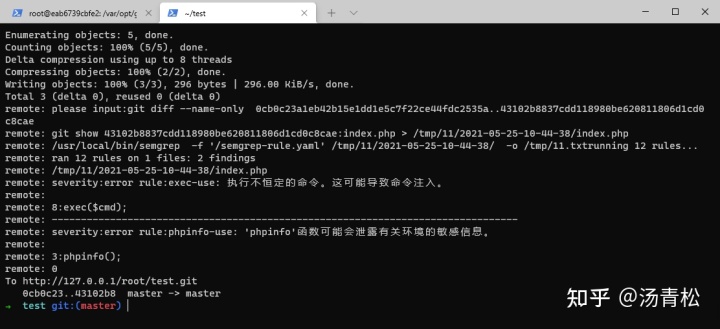 root@eab6739cbfe2: /var/opt/g
~/test
Enumerating objects: 5, done.
Counting objects: 100% (5/5), done.
Delta compression using up to 8 threads
Compressing objects: 100% (2/2), done.
Writing objects: 100% (3/3), 296 bytes | 296.00 KiB/s, done.
Total 3 (delta 0), reused 0 (delta 0)
remote: please input:git diff --name-only  0cb0c23a1eb42b15e1dd1e5c7f22ce44fdc2535a..43102b8837cdd118980be620811806d1cd0
c8cae
remote: git show 43102b8837cdd118980be620811806d1cd0c8cae:index.php > /tmp/11/2021-05-25-10-44-38/index.php
remote: /usr/local/bin/semgrep  -f '/semgrep-rule.yaml' /tmp/11/2021-05-25-10-44-38/  -o /tmp/11.txtrunning 12 rules...
remote: ran 12 rules on 1 files: 2 findings
remote: /tmp/11/2021-05-25-10-44-38/index.php
remote: severity:error rule:exec-use: 执行不恒定的命令。这可能导致命令注入。
remote:
remote: 8:exec($cmd);
remote: --------------------------------------------------------------------------------
remote: severity:error rule:phpinfo-use: 'phpinfo'函数可能会泄露有关环境的敏感信息。
remote:
remote: 3:phpinfo();
remote: 0
To http://127.0.0.1/root/test.git
   0cb0c23..43102b8  master -> master
→ test git:(master)
知乎 @汤青松